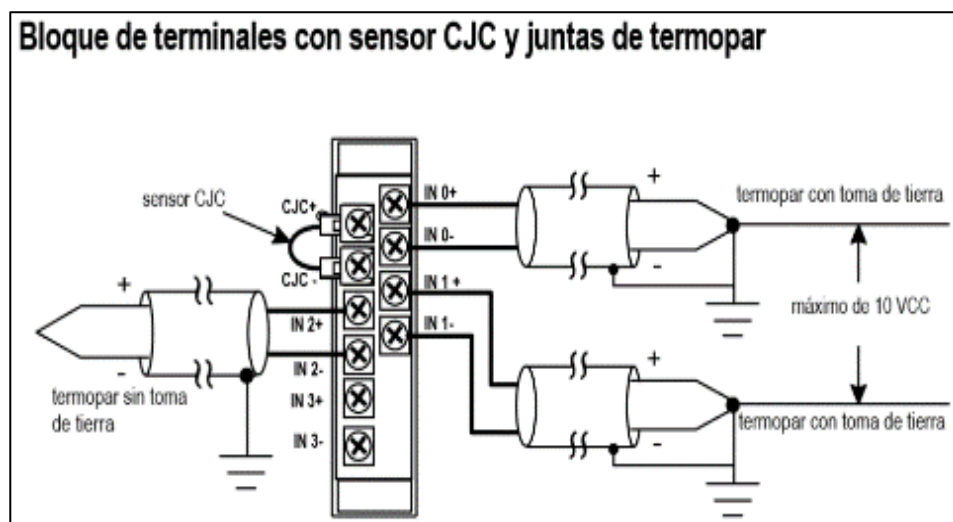 Bloque de terminales con sensor CJC y juntas de termopar
sensor CJC
CJC+
CJC -
IN 0+
IN 0-
IN 1 +
IN 1-
IN 2+
IN 2-
IN 3+
IN 3-
+
-
termopar sin toma
de tierra
+
-
termopar con toma de tierra
máximo de 10 VCC
+
-
termopar con toma de tierra